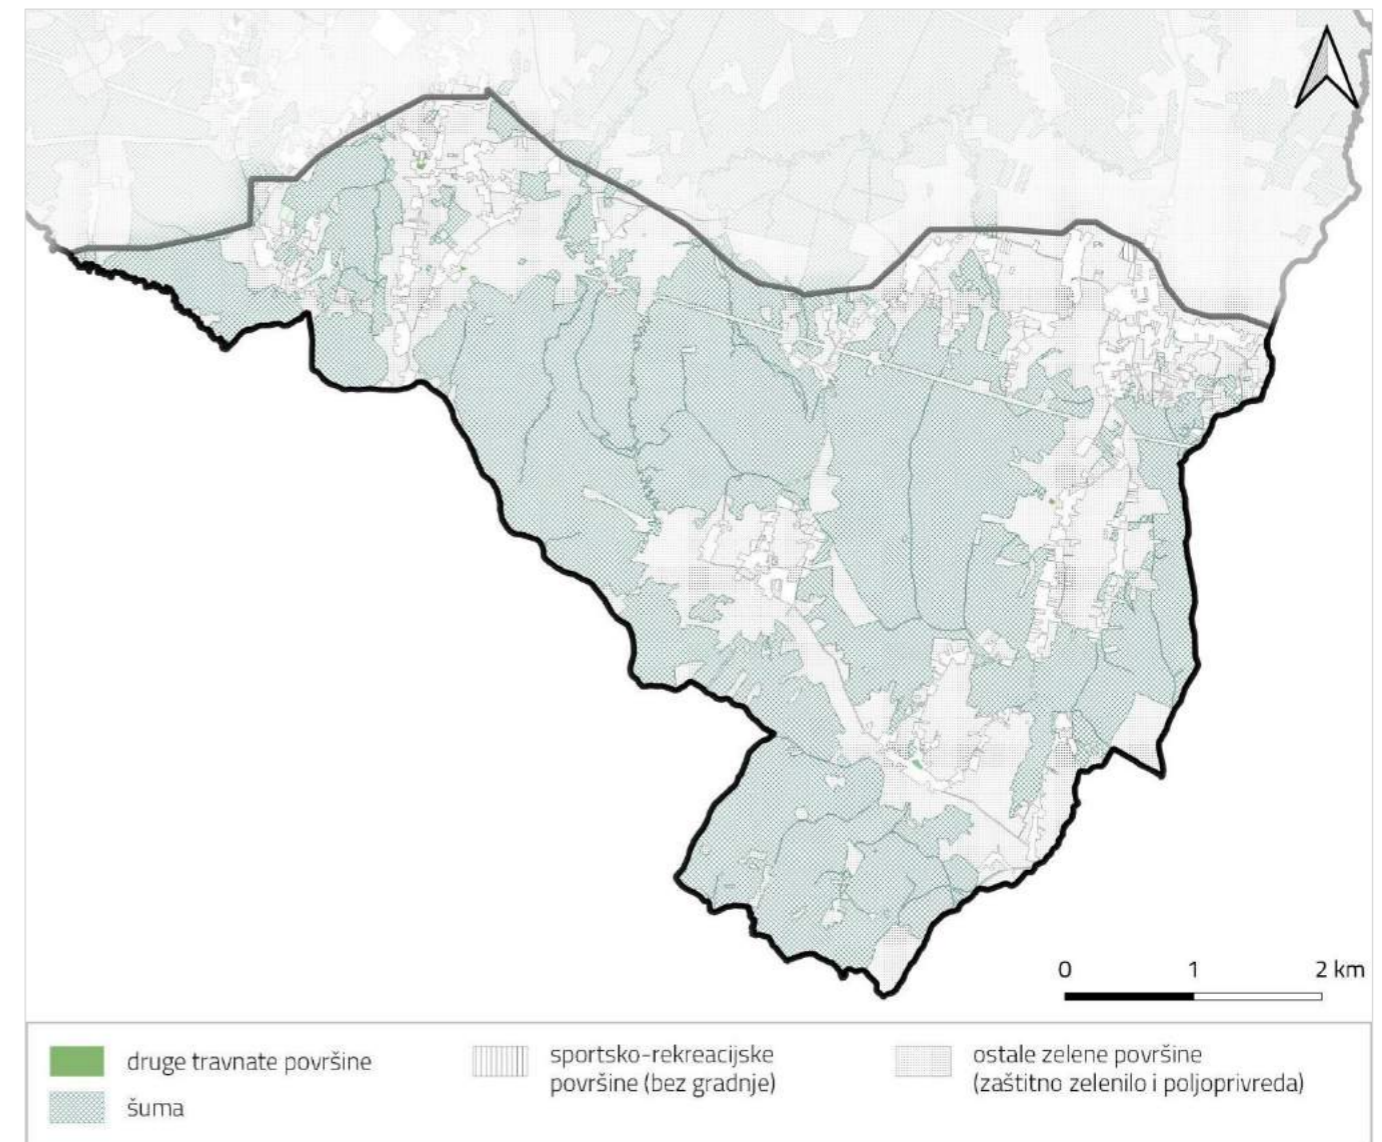 0 1 2 km
druge travnate površine
šuma
sportsko-rekreacijske
površine (bez gradnje)
ostale zelene površine
(zaštitno zelenilo i poljoprivreda)